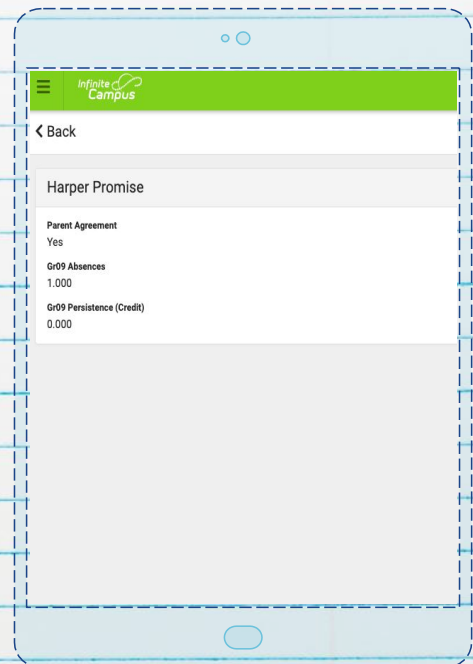 Infinite
Campus
Back
Harper Promise
Parent Agreement
Yes
Gr09 Absences
1.000
Gr09 Persistence (Credit)
0.000